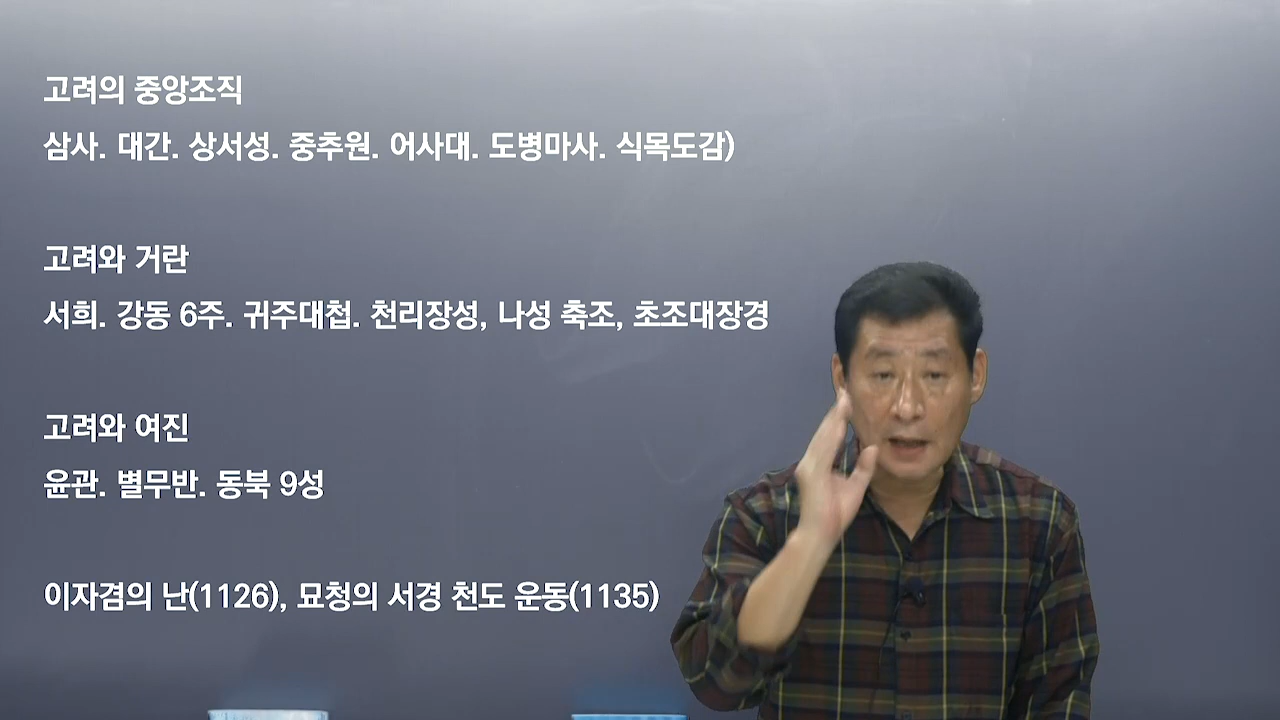 고려의 중앙조직
삼사. 대간. 상서성. 중추원. 어사대. 도병마사. 식목도감)
고려와 거란
서희. 강동 6주. 귀주대첩. 천리장성, 나성 축조, 초조대장경
고려와 여진
윤관. 별무반. 동북 9성
이자겸의 난(1126), 묘청의 서경 천도 운동(1135)